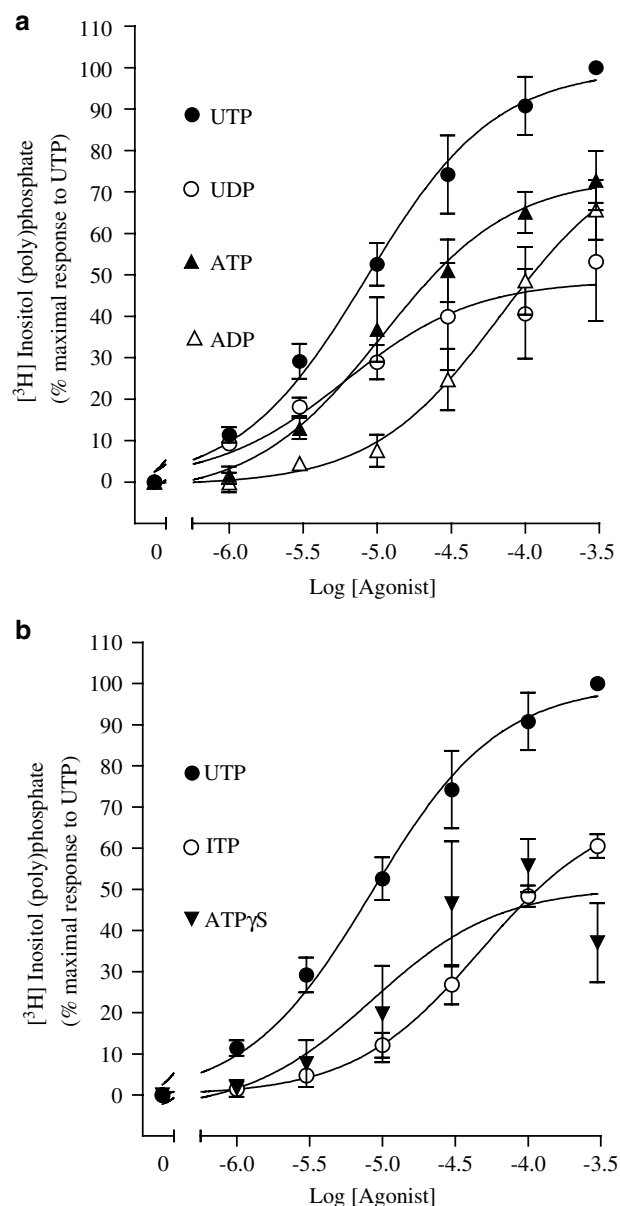 a
[³H] Inositol (poly)phosphate
(% maximal response to UTP)
110
100
90
80
70
60
50
40
30
20
10
0
UTP
UDP
ATP
ADP
0 -6.0 -5.5 -5.0 -4.5 -4.0 -3.5
Log [Agonist]
b
[³H] Inositol (poly)phosphate
(% maximal response to UTP)
110
100
90
80
70
60
50
40
30
20
10
0
UTP
ITP
ATPγS
0 -6.0 -5.5 -5.0 -4.5 -4.0 -3.5
Log [Agonist]